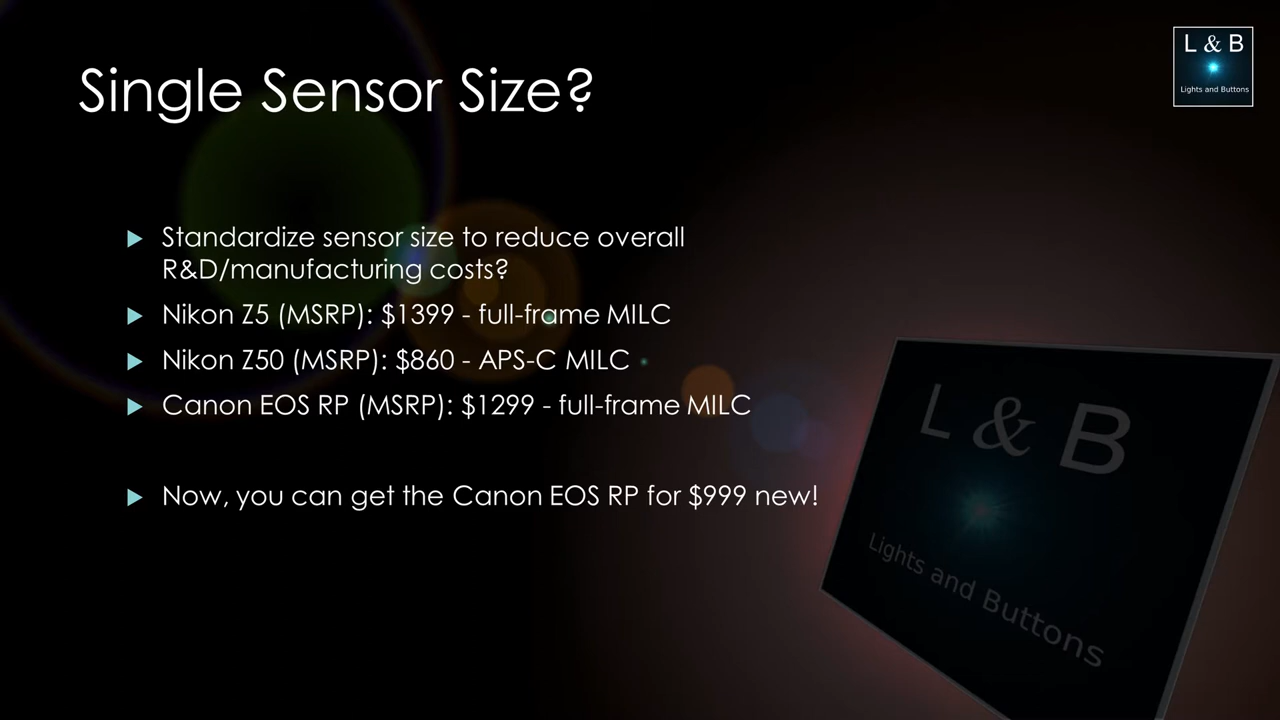 L & B
Lights and Buttons
Single Sensor Size?
Standardize sensor size to reduce overall
R&D/manufacturing costs?
Nikon Z5 (MSRP): $1399 - full-frame MILC
Nikon Z50 (MSRP): $860 - APS-C MILC
Canon EOS RP (MSRP): $1299 - full-frame MILC
Now, you can get the Canon EOS RP for $999 new!
L & B
Lights and Buttons